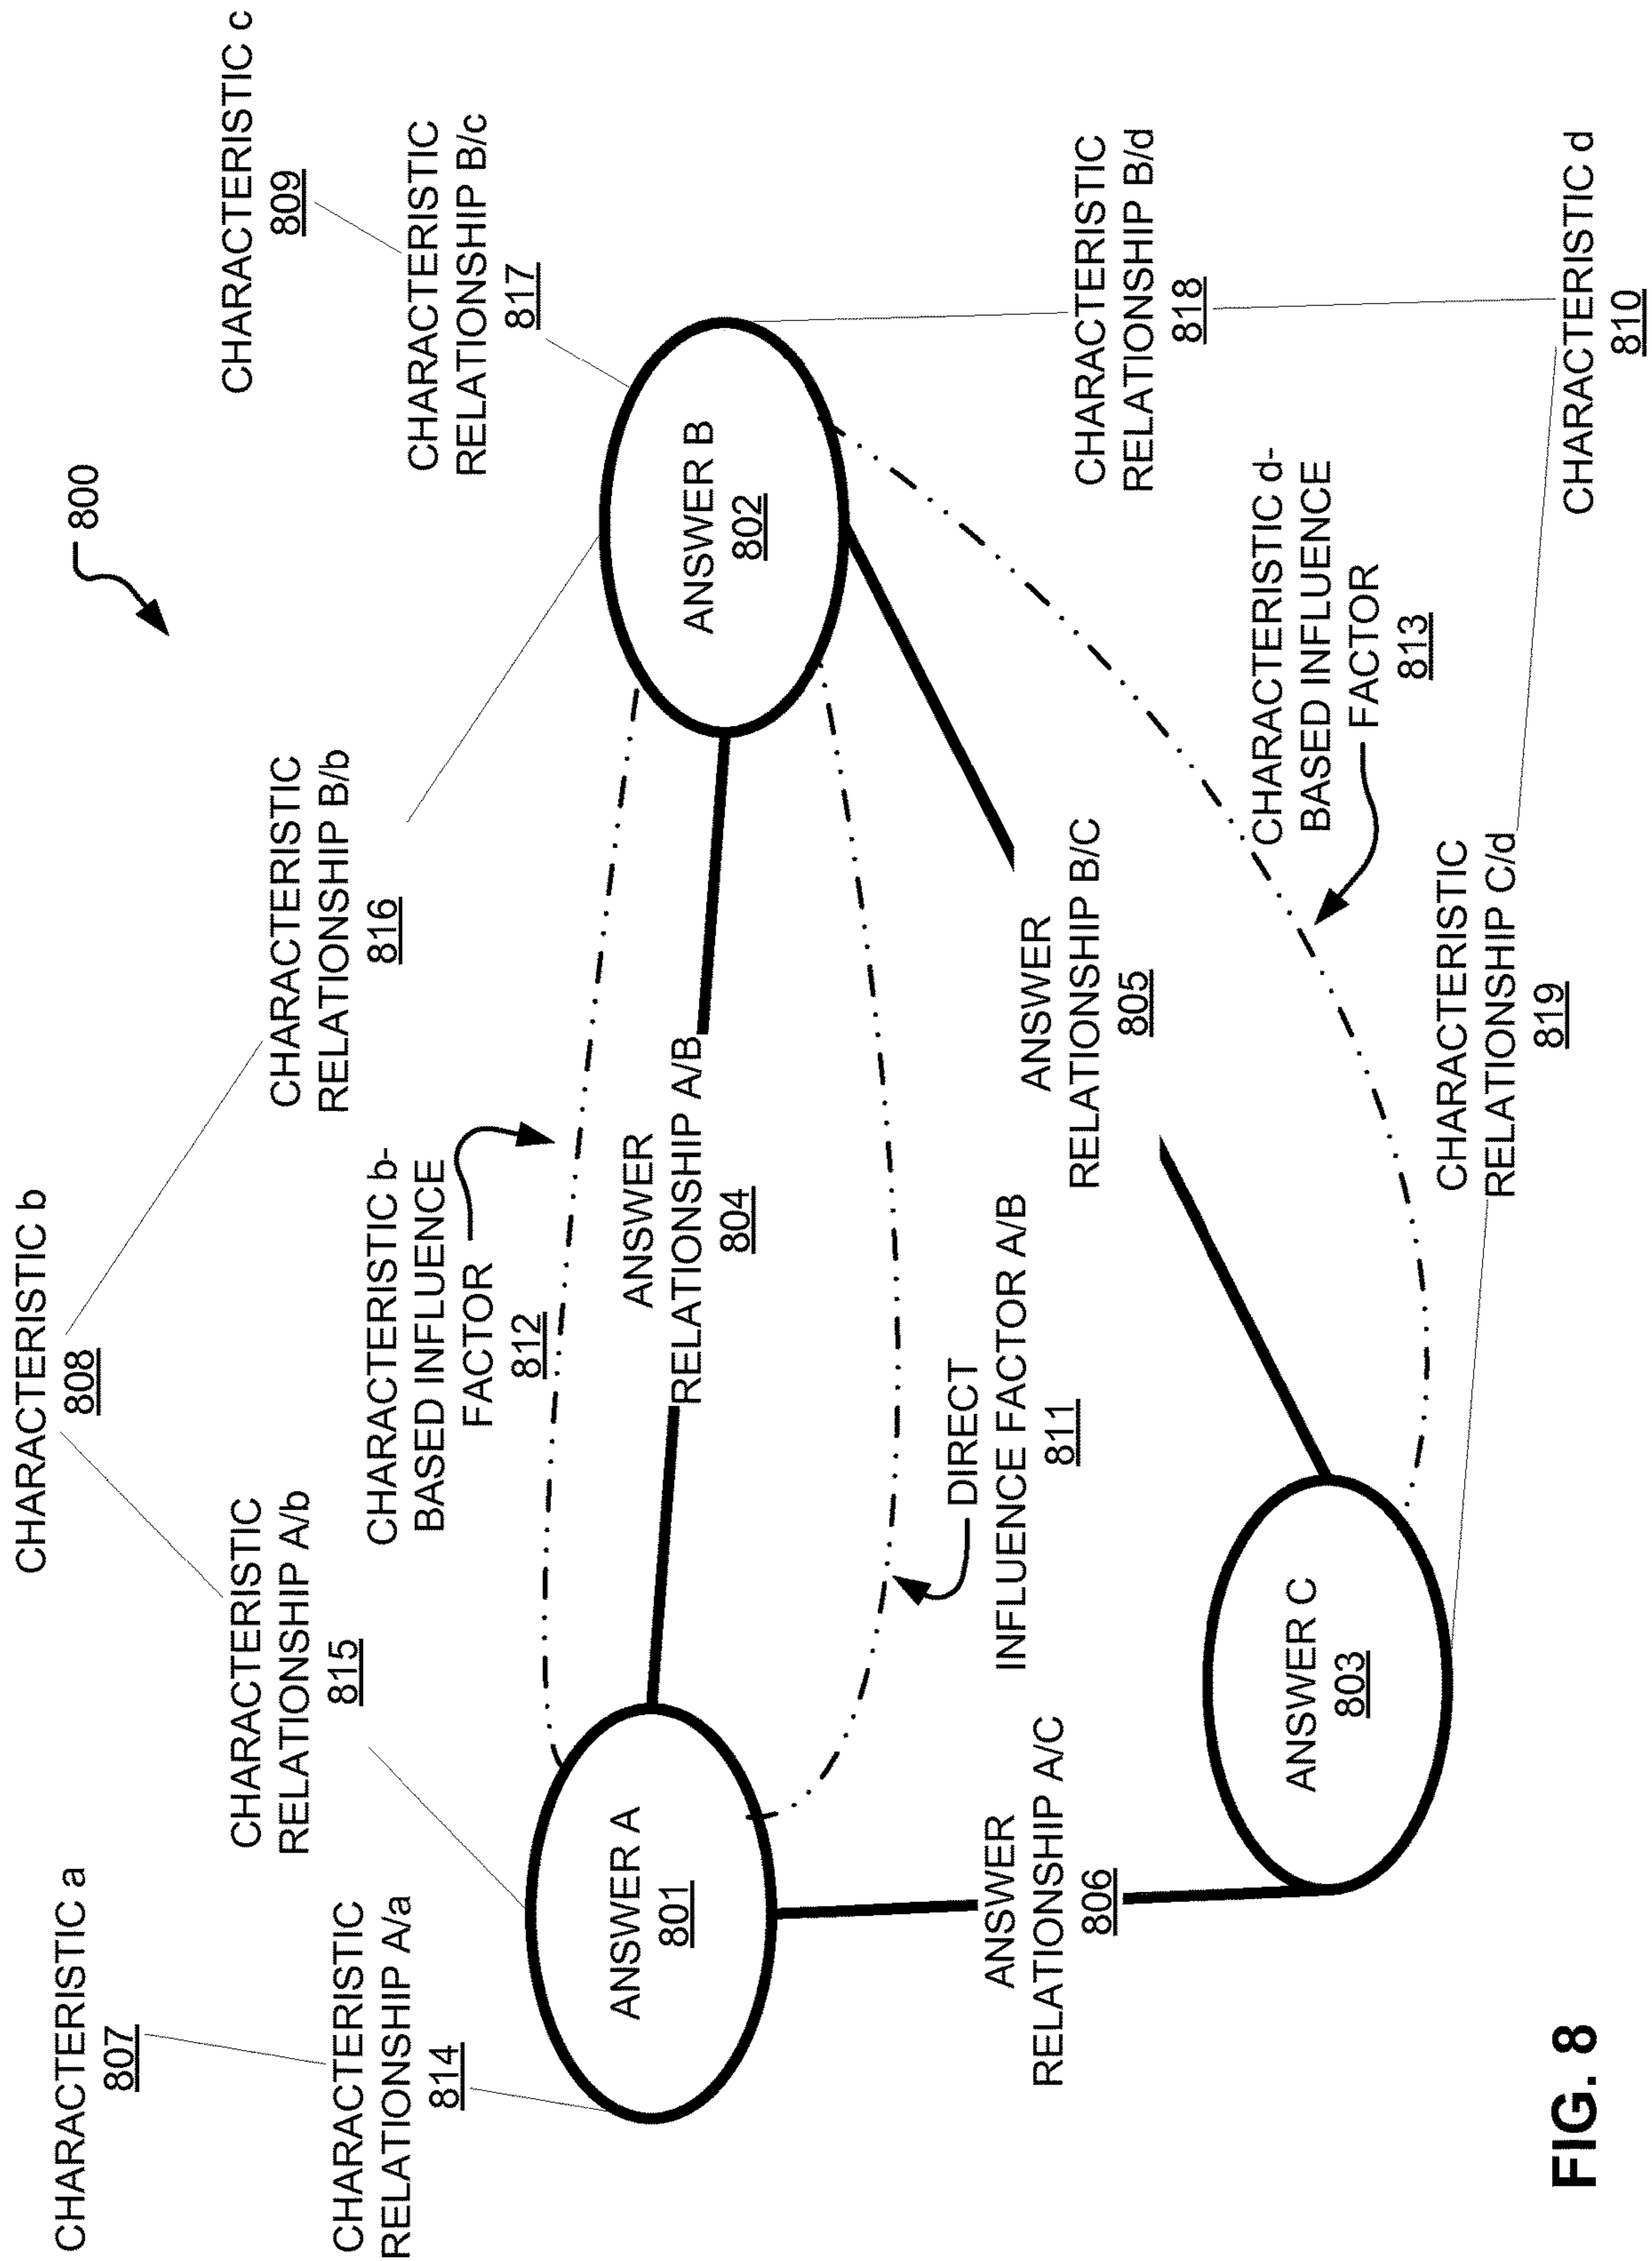 800
CHARACTERISTIC a
807
CHARACTERISTIC b
808
CHARACTERISTIC c
809
CHARACTERISTIC
RELATIONSHIP A/a
814
CHARACTERISTIC
RELATIONSHIP A/b
815
CHARACTERISTIC
RELATIONSHIP B/b
816
CHARACTERISTIC
RELATIONSHIP B/c
817
CHARACTERISTIC b-
BASED INFLUENCE
FACTOR
812
ANSWER A
801
ANSWER
RELATIONSHIP A/B
804
ANSWER B
802
DIRECT
INFLUENCE FACTOR A/B
811
ANSWER
RELATIONSHIP A/C
806
ANSWER
RELATIONSHIP B/C
805
CHARACTERISTIC
RELATIONSHIP B/d
818
CHARACTERISTIC d-
BASED INFLUENCE
FACTOR
813
ANSWER C
803
CHARACTERISTIC
RELATIONSHIP C/d
819
CHARACTERISTIC d
810
FIG. 8